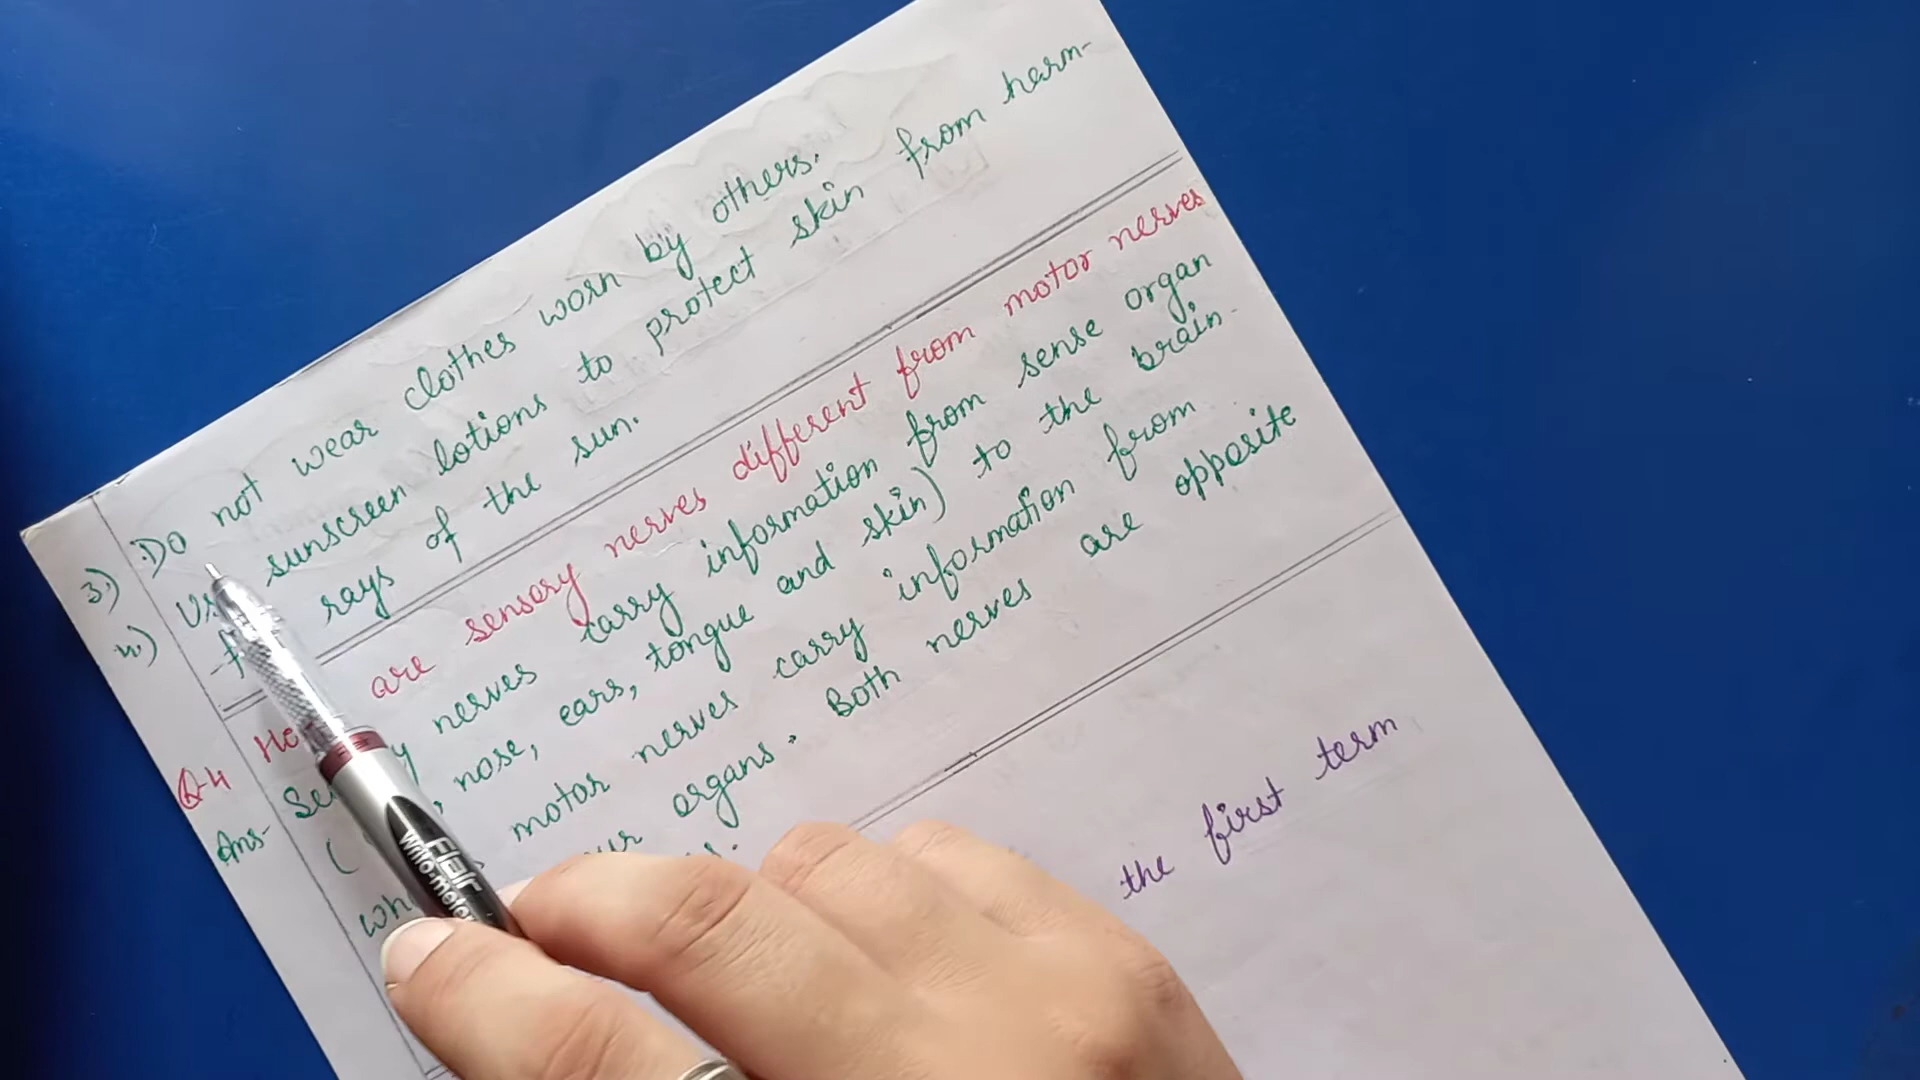 3.) Do not wear clothes worn by others.
4.) sunscreen lotions to protect skin from harm-
rays of the sun.
Q-4 are sensory nerves different from motor nerves
Ans- nerves carry information from sense organ
( , nose, ears, tongue and skin) to the brain.
motor nerves carry information from
organs. Both nerves are opposite
the first term
Flair
Writo-meter